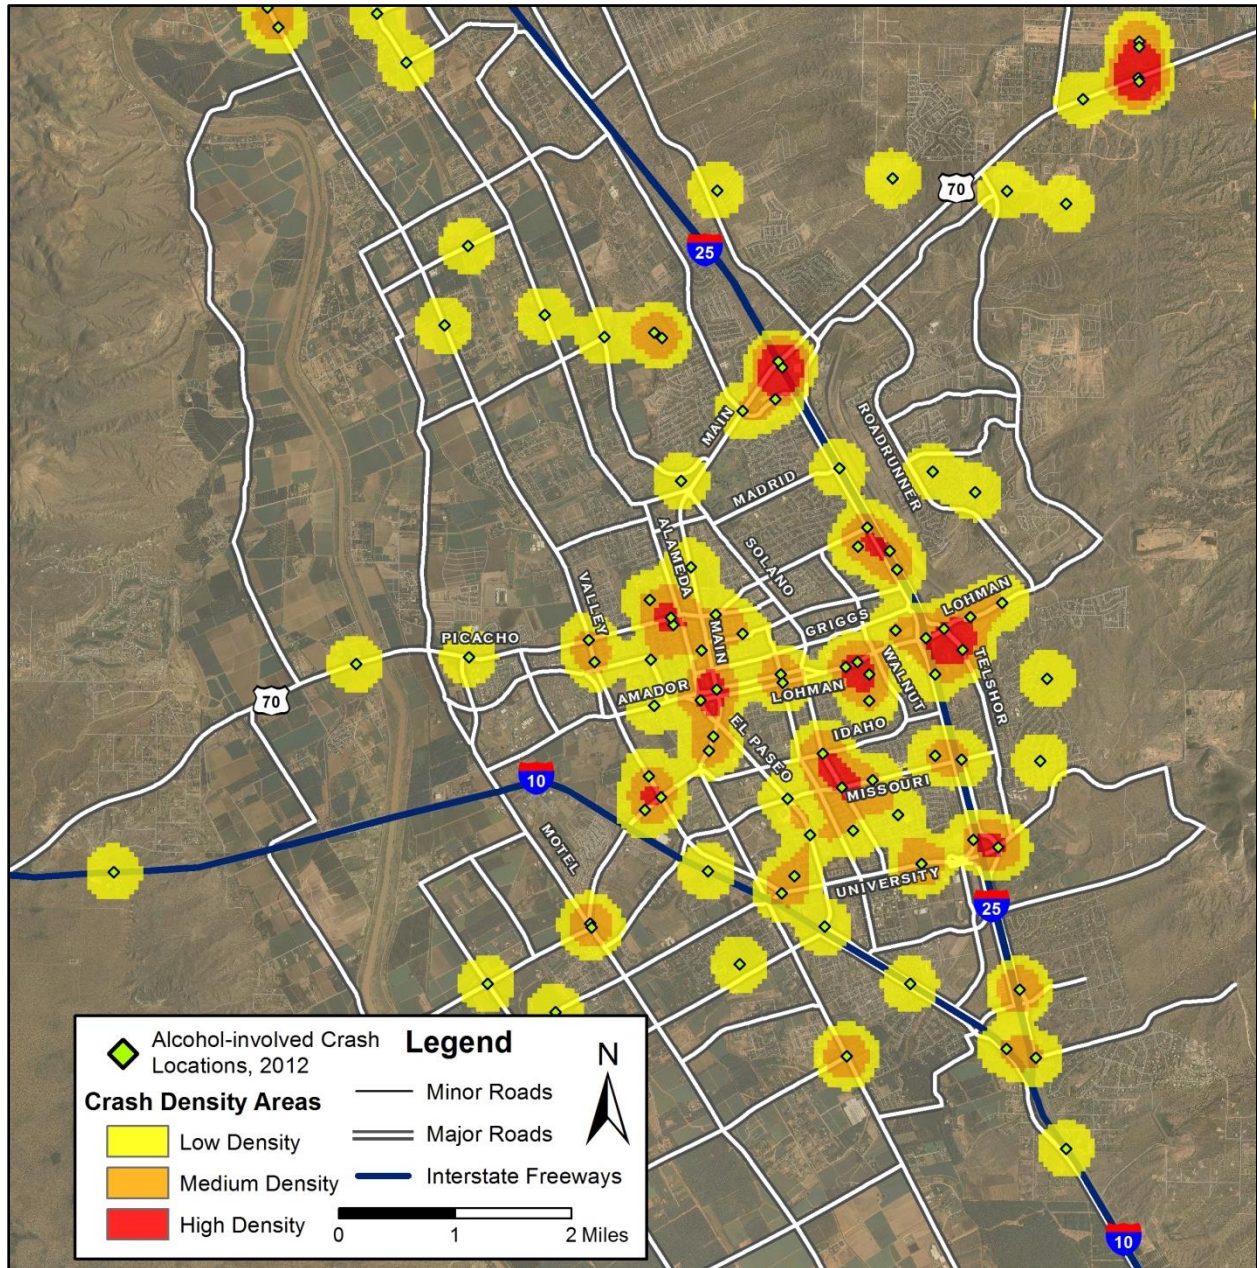 70
25
MAIN
ROADRUNNER
MADRID
ALAMEDA
SOLANO
VALLEY
LOHMAN
GRIGGS
MAIN
PICACHO
WALNUT
TELSHOR
AMADOR
LOHMAN
70
EL PASEO
IDAHO
10
MISSOURI
MOTEL
UNIVERSITY
25
Alcohol-involved Crash
Locations, 2012
Legend
N
Crash Density Areas
Minor Roads
Low Density
Major Roads
Medium Density
Interstate Freeways
High Density
0 1 2 Miles
10